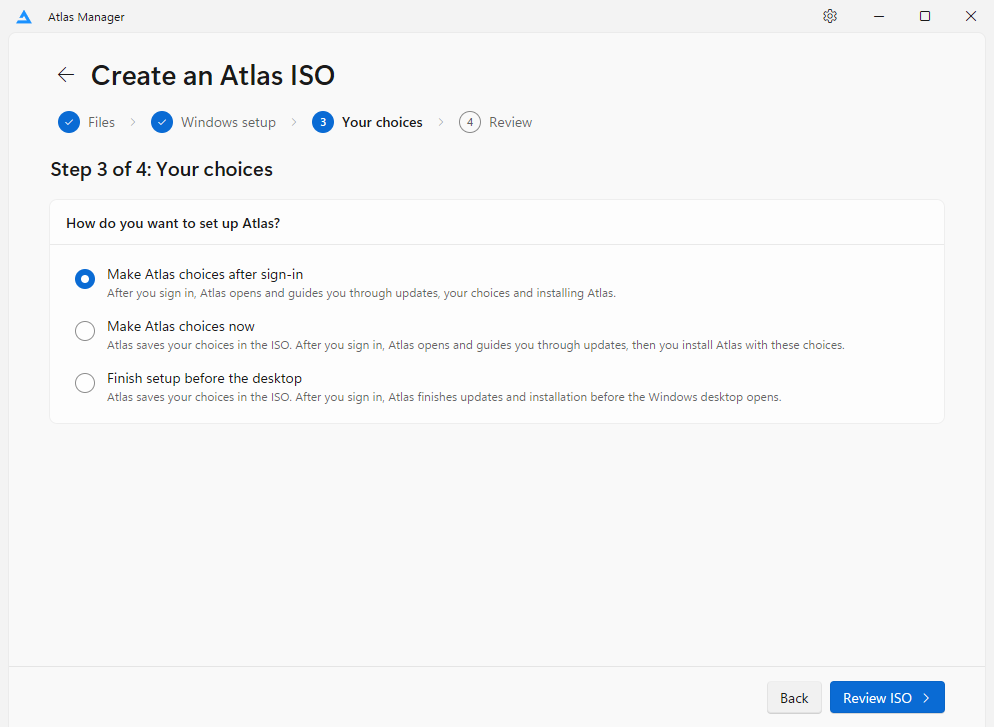 Atlas Manager
Create an Atlas ISO
Files
Windows setup
3 Your choices
4 Review
Step 3 of 4: Your choices
How do you want to set up Atlas?
Make Atlas choices after sign-in
After you sign in, Atlas opens and guides you through updates, your choices and installing Atlas.
Make Atlas choices now
Atlas saves your choices in the ISO. After you sign in, Atlas opens and guides you through updates, then you install Atlas with these choices.
Finish setup before the desktop
Atlas saves your choices in the ISO. After you sign in, Atlas finishes updates and installation before the Windows desktop opens.
Back
Review ISO